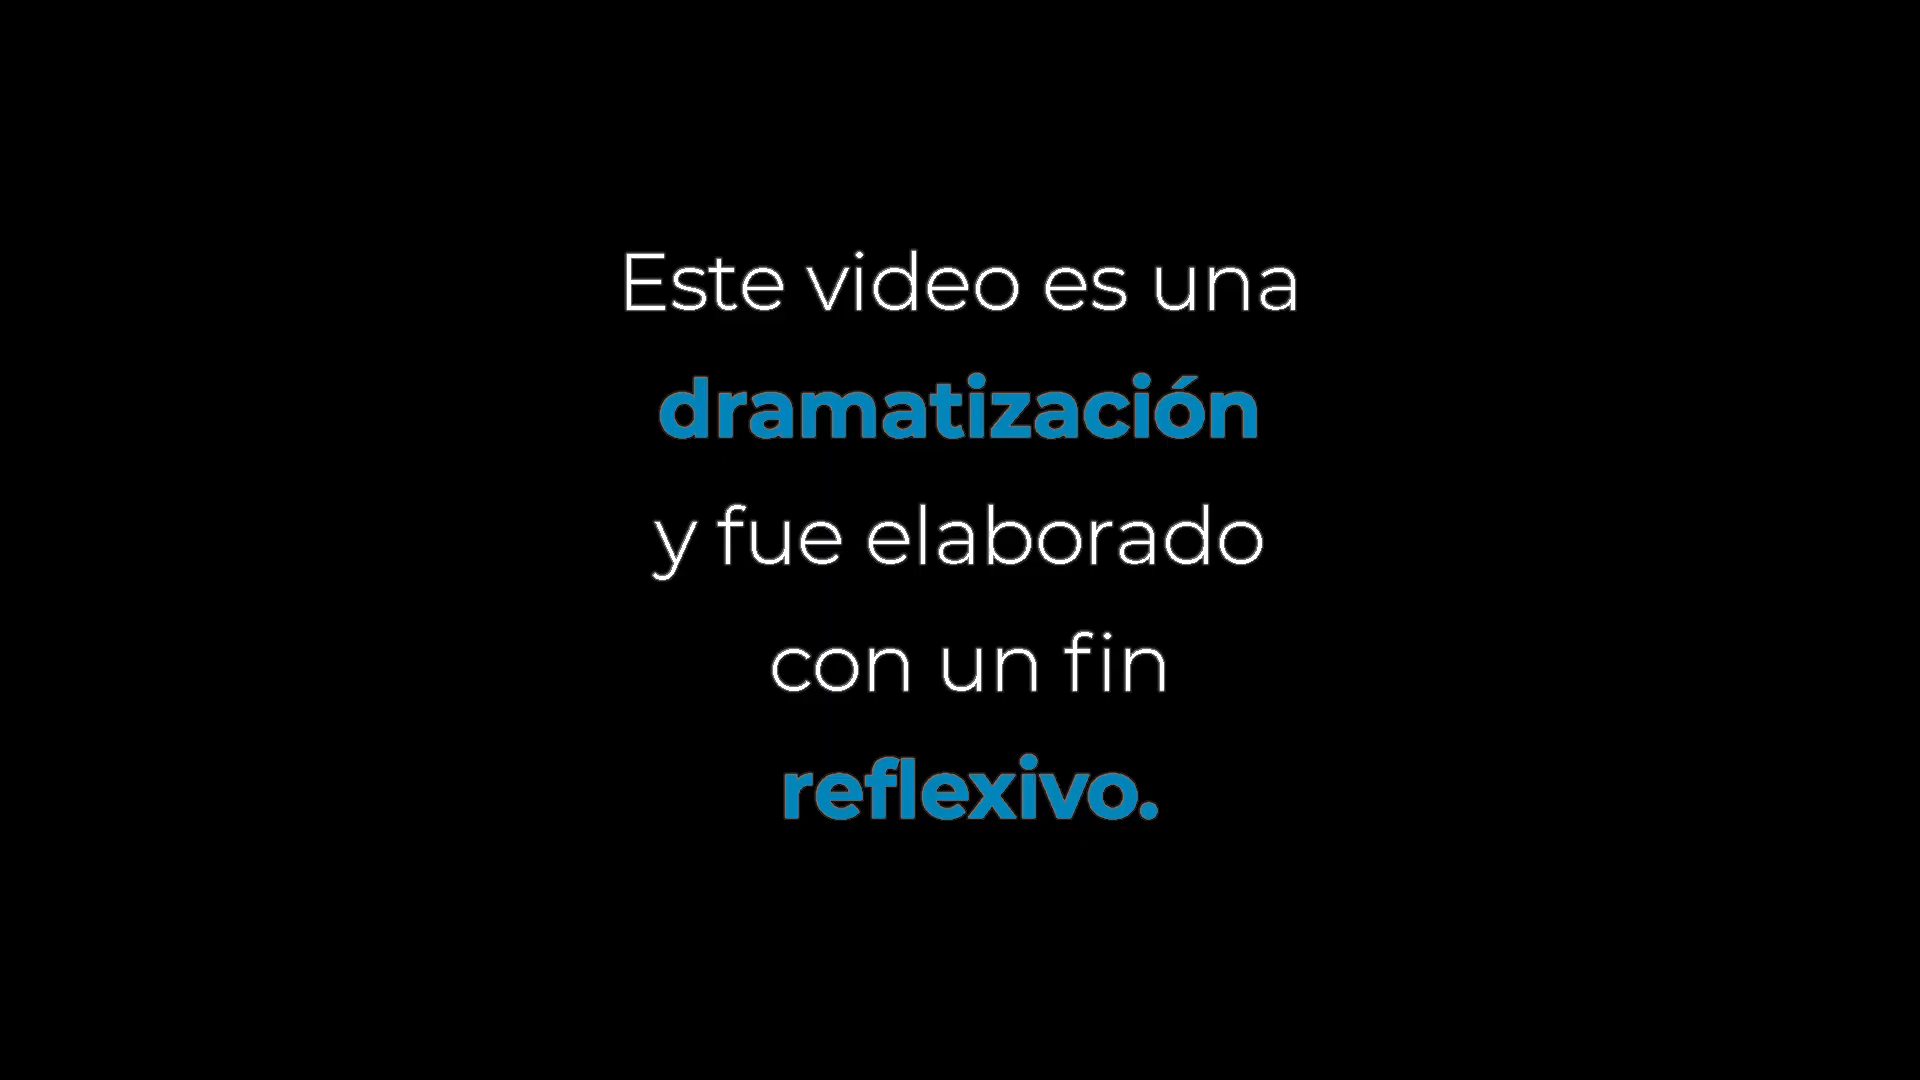 Este video es una
dramatización
y fue elaborado
con un fin
reflexivo.